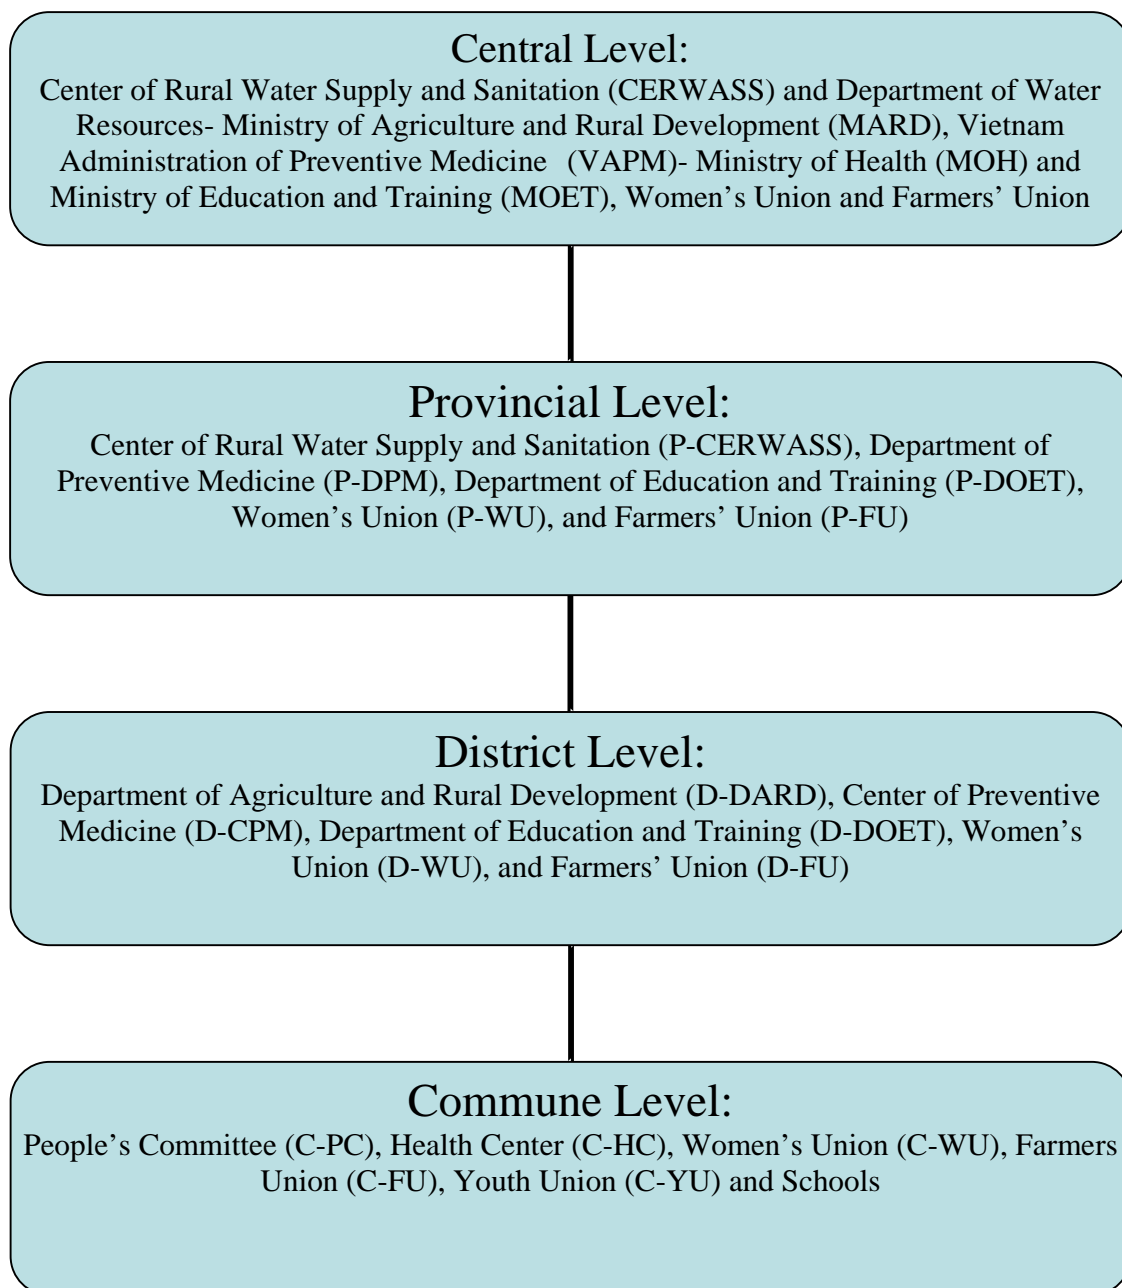 Central Level:
Center of Rural Water Supply and Sanitation (CERWASS) and Department of Water
Resources- Ministry of Agriculture and Rural Development (MARD), Vietnam
Administration of Preventive Medicine (VAPM)- Ministry of Health (MOH) and
Ministry of Education and Training (MOET), Women’s Union and Farmers’ Union
Provincial Level:
Center of Rural Water Supply and Sanitation (P-CERWASS), Department of
Preventive Medicine (P-DPM), Department of Education and Training (P-DOET),
Women’s Union (P-WU), and Farmers’ Union (P-FU)
District Level:
Department of Agriculture and Rural Development (D-DARD), Center of Preventive
Medicine (D-CPM), Department of Education and Training (D-DOET), Women’s
Union (D-WU), and Farmers’ Union (D-FU)
Commune Level:
People’s Committee (C-PC), Health Center (C-HC), Women’s Union (C-WU), Farmers
Union (C-FU), Youth Union (C-YU) and Schools